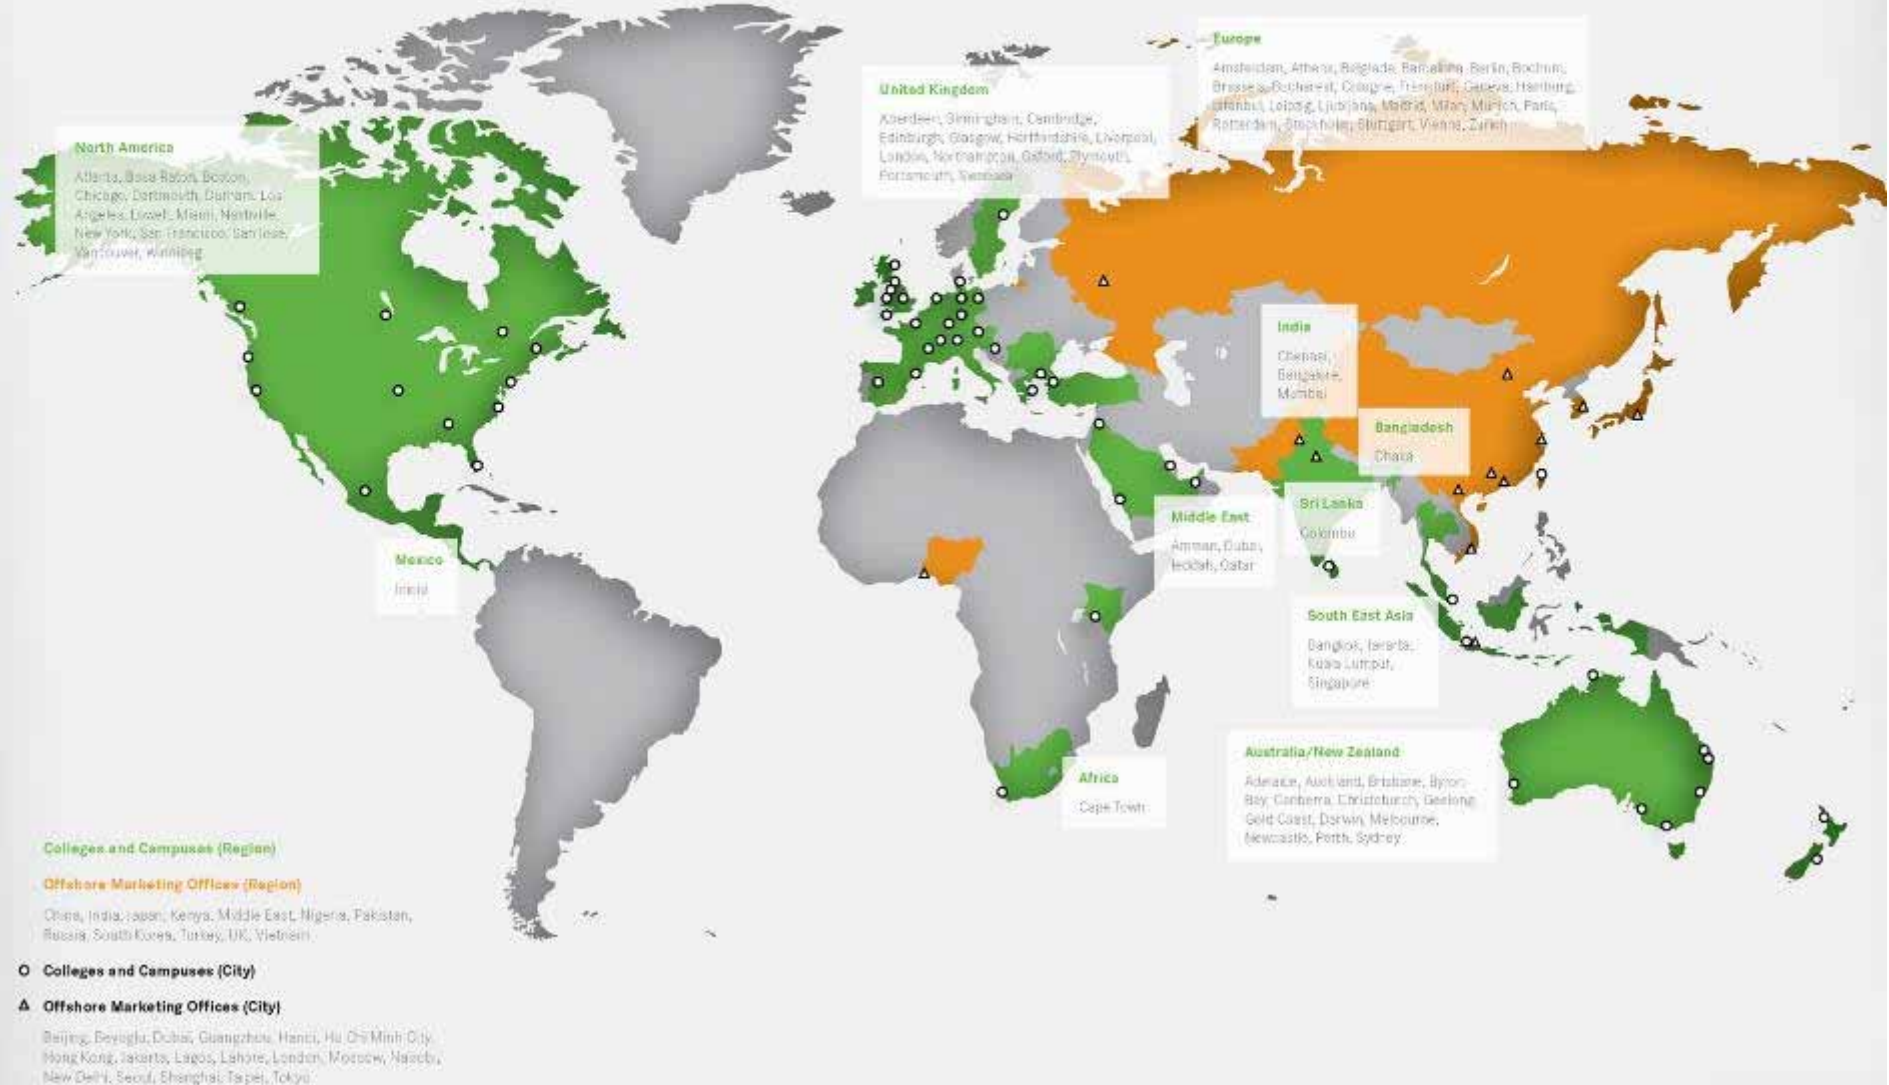 Europe
Amsterdam, Athens, Belgrade, Barcelona, Berlin, Bochum,
Brussels, Bucharest, Cologne, Frankfurt, Geneva, Hamburg,
Istanbul, Leipzig, Ljubljana, Madrid, Milan, Munich, Paris,
Rotterdam, Stockholm, Stuttgart, Vienna, Zurich
United Kingdom
Aberdeen, Birmingham, Cambridge,
Edinburgh, Glasgow, Hertfordshire, Liverpool,
London, Northampton, Oxford, Plymouth,
Portsmouth, Swansea
North America
Atlanta, Boca Raton, Boston,
Chicago, Dartmouth, Durham, Los
Angeles, Lowell, Miami, Nashville,
New York, San Francisco, San Jose,
Vancouver, Winnipeg
India
Chennai,
Bangalore,
Mumbai
Bangladesh
Dhaka
Sri Lanka
Colombo
Middle East
Amman, Dubai,
Jeddah, Qatar
Mexico
South East Asia
Bangkok, Jakarta,
Kuala Lumpur,
Singapore
Australia/New Zealand
Adelaide, Auckland, Brisbane, Byron
Bay, Canberra, Christchurch, Geelong,
Gold Coast, Darwin, Melbourne,
Newcastle, Perth, Sydney
Africa
Cape Town
Colleges and Campuses (Region)
Offshore Marketing Offices (Region)
China, India, Japan, Kenya, Middle East, Nigeria, Pakistan,
Russia, South Korea, Turkey, UK, Vietnam
Colleges and Campuses (City)
Offshore Marketing Offices (City)
Beijing, Beyoglu, Dubai, Guangzhou, Hanoi, Ho Chi Minh City,
Hong Kong, Jakarta, Lagos, Lahore, London, Moscow, Nairobi,
New Delhi, Seoul, Shanghai, Taipei, Tokyo